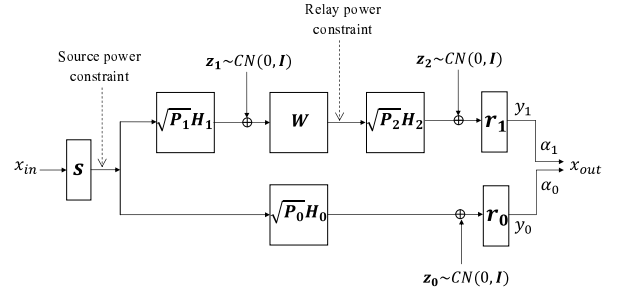 Relay power
constraint
Source power
constraint
z₁~CN(0, I)
z₂~CN(0, I)
√P₁H₁
W
√P₂H₂
r₁
y₁
α₁
x_in
s
x_out
α₀
√P₀H₀
r₀
y₀
z₀~CN(0, I)